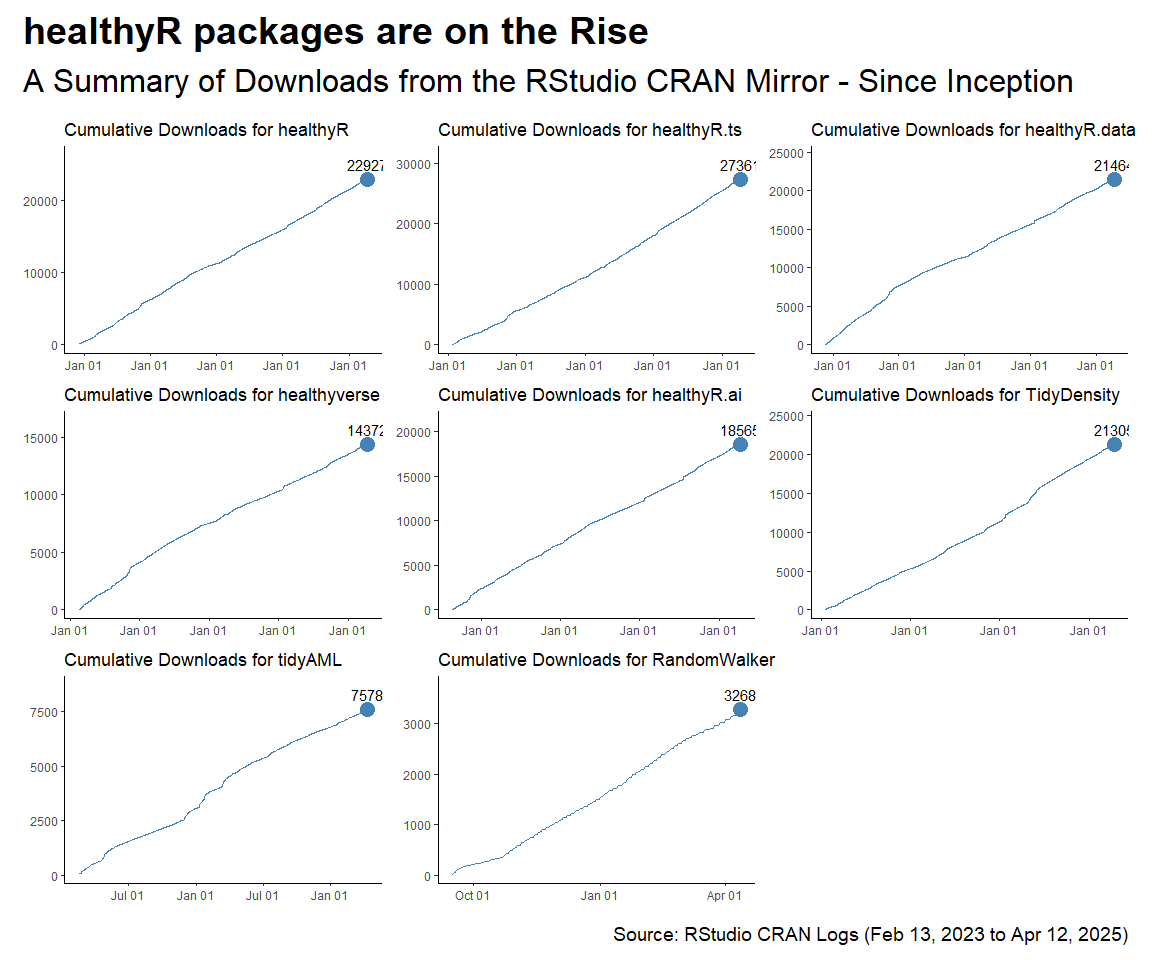 healthyR packages are on the Rise
A Summary of Downloads from the RStudio CRAN Mirror - Since Inception
Cumulative Downloads for healthyR
22927
20000
10000
0
Jan 01 Jan 01 Jan 01 Jan 01 Jan 01
Cumulative Downloads for healthyR.ts
27361
30000
20000
10000
0
Jan 01 Jan 01 Jan 01 Jan 01 Jan 01
Cumulative Downloads for healthyR.data
21464
25000
20000
15000
10000
5000
0
Jan 01 Jan 01 Jan 01 Jan 01 Jan 01
Cumulative Downloads for healthyverse
14372
15000
10000
5000
0
Jan 01 Jan 01 Jan 01 Jan 01 Jan 01
Cumulative Downloads for healthyR.ai
18565
20000
15000
10000
5000
0
Jan 01 Jan 01 Jan 01 Jan 01
Cumulative Downloads for TidyDensity
21305
25000
20000
15000
10000
5000
0
Jan 01 Jan 01 Jan 01 Jan 01
Cumulative Downloads for tidyAML
7578
7500
5000
2500
0
Jul 01 Jan 01 Jul 01 Jan 01
Cumulative Downloads for RandomWalker
3268
3000
2000
1000
0
Oct 01 Jan 01 Apr 01
Source: RStudio CRAN Logs (Feb 13, 2023 to Apr 12, 2025)